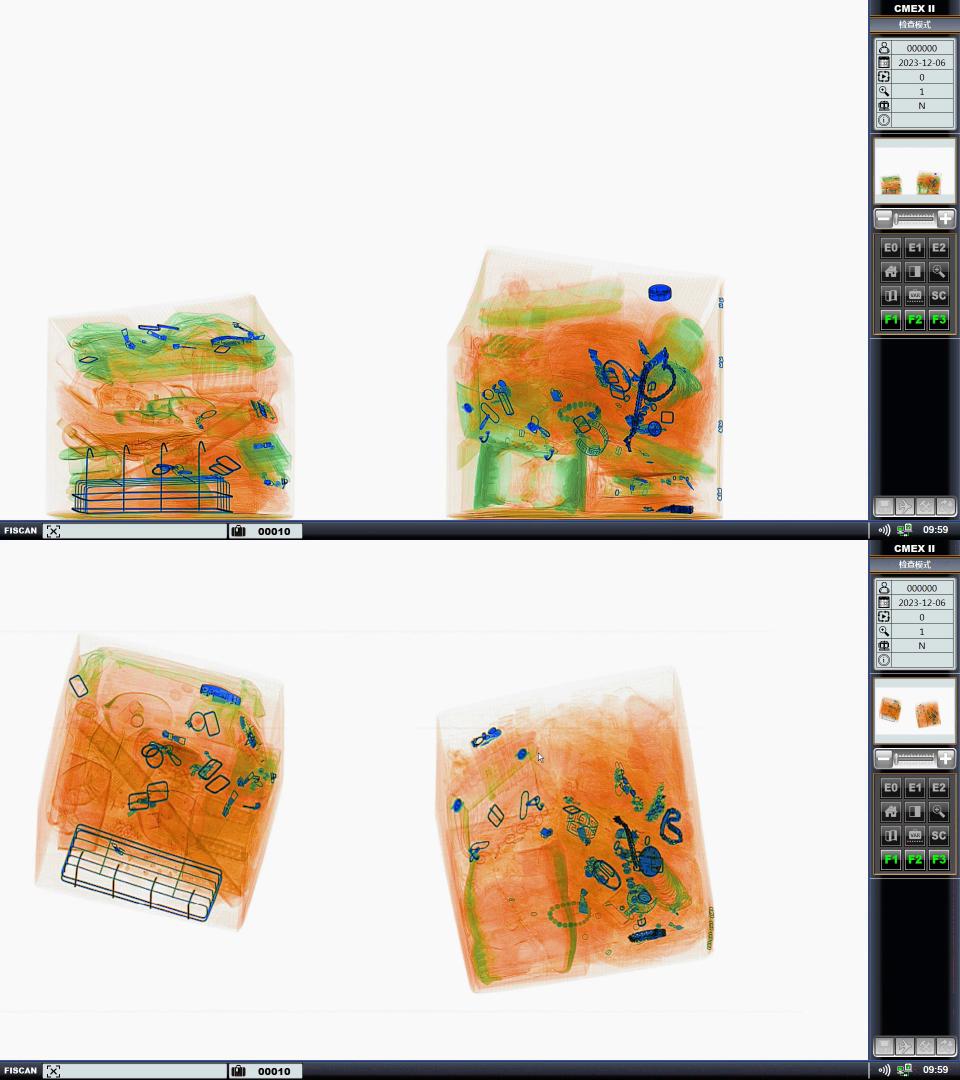 CMEX II
检查模式
000000
2023-12-06
0
1
N
E0 E1 E2
VAR SC
F1 F2 F3
FISCAN 00010 09:59
CMEX II
检查模式
000000
2023-12-06
0
1
N
E0 E1 E2
VAR SC
F1 F2 F3
FISCAN 00010 09:59